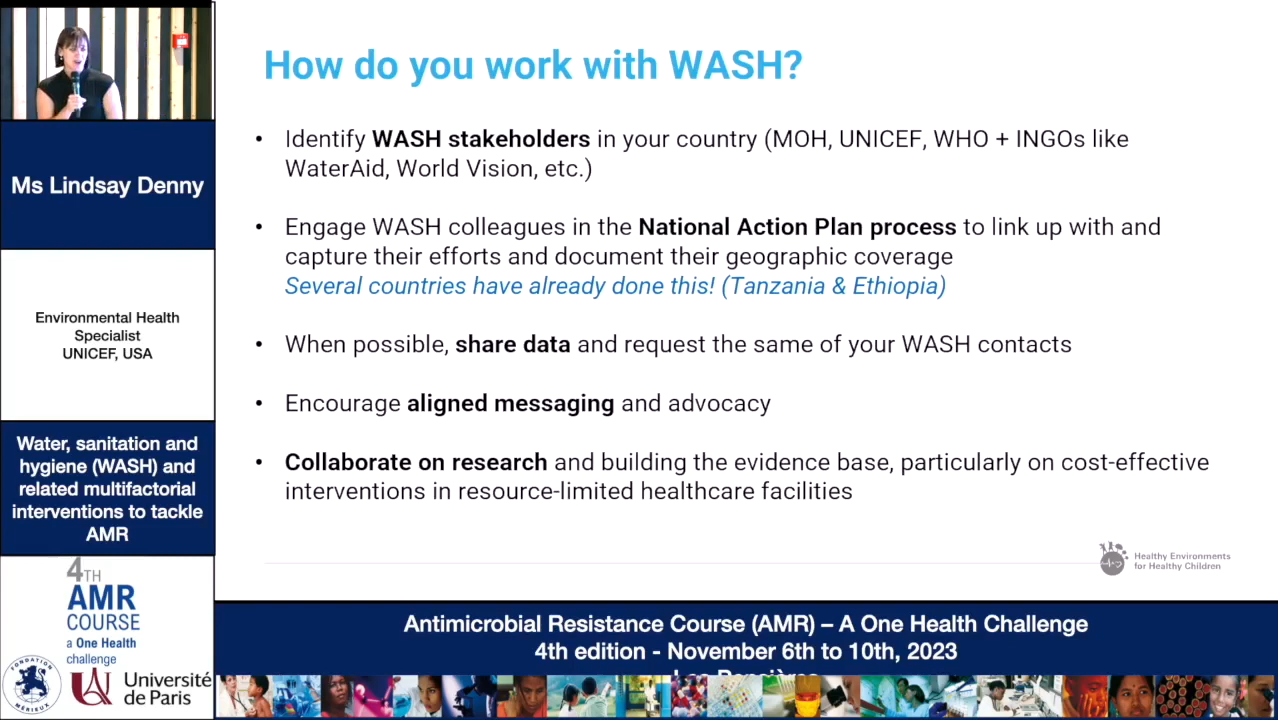 How do you work with WASH?
• Identify WASH stakeholders in your country (MOH, UNICEF, WHO + INGOs like
WaterAid, World Vision, etc.)
• Engage WASH colleagues in the National Action Plan process to link up with and
capture their efforts and document their geographic coverage
Several countries have already done this! (Tanzania & Ethiopia)
• When possible, share data and request the same of your WASH contacts
• Encourage aligned messaging and advocacy
• Collaborate on research and building the evidence base, particularly on cost-effective
interventions in resource-limited healthcare facilities
Healthy Environments
for Healthy Children
Ms Lindsay Denny
Environmental Health
Specialist
UNICEF, USA
Water, sanitation and
hygiene (WASH) and
related multifactorial
interventions to tackle
AMR
4TH
AMR
COURSE
a One Health
challenge
FONDATION
MÉRIEUX
Université
de Paris
Antimicrobial Resistance Course (AMR) – A One Health Challenge
4th edition - November 6th to 10th, 2023